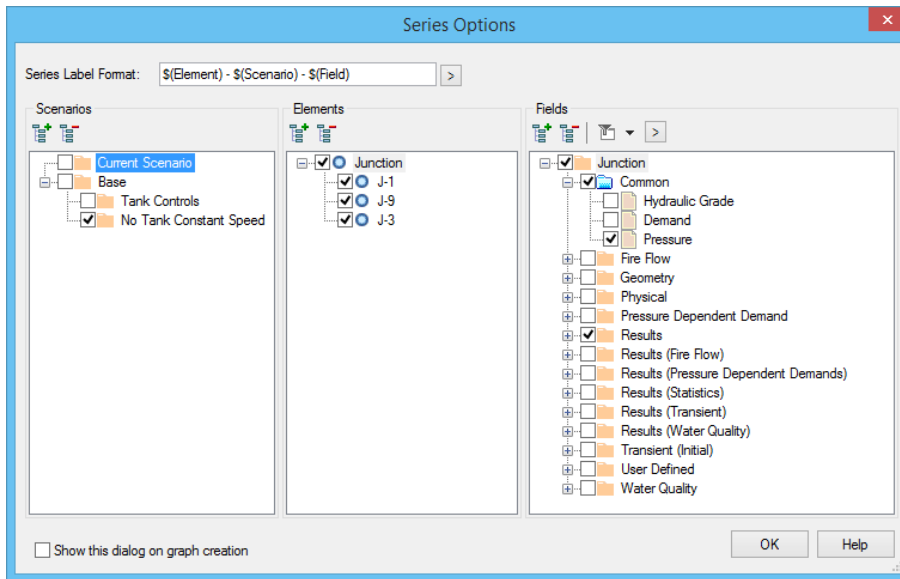 Series Options
Series Label Format: $(Element) - $(Scenario) - $(Field) >
Scenarios
Current Scenario
Base
Tank Controls
No Tank Constant Speed
Elements
Junction
J-1
J-9
J-3
Fields
>
Junction
Common
Hydraulic Grade
Demand
Pressure
Fire Flow
Geometry
Physical
Pressure Dependent Demand
Results
Results (Fire Flow)
Results (Pressure Dependent Demands)
Results (Statistics)
Results (Transient)
Results (Water Quality)
Transient (Initial)
User Defined
Water Quality
Show this dialog on graph creation
OK Help